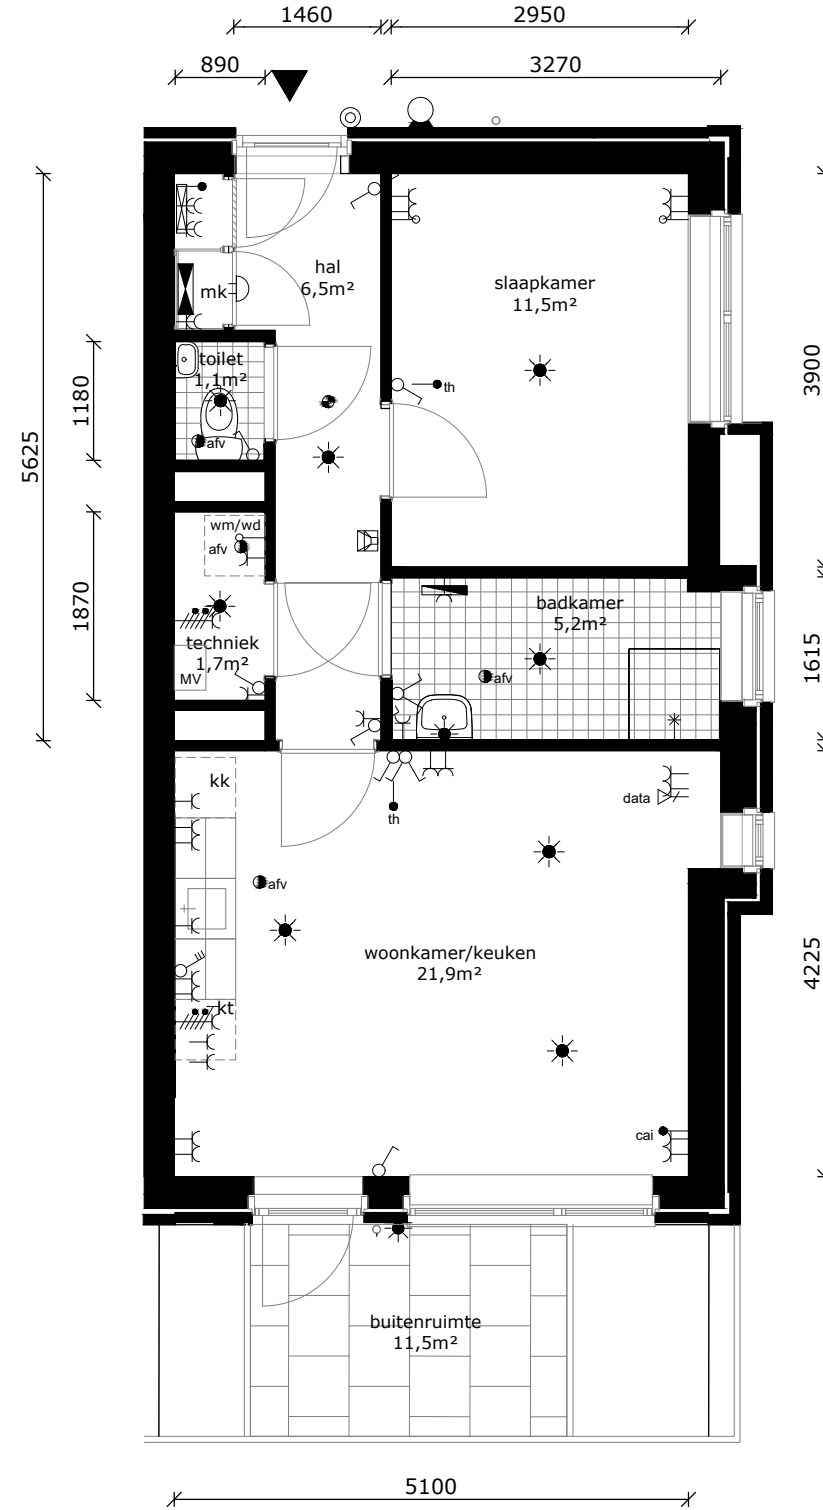 1460
2950
890
3270
hal
6,5m²
slaapkamer
11,5m²
mk
toilet
1,1m²
3900
1180
th
afv
5625
wm/wd
afv
badkamer
5,2m²
1870
techniek
1,7m²
1615
MV
afv
kk
data
th
afv
woonkamer/keuken
21,9m²
4225
kt
cai
buitenruimte
11,5m²
5100